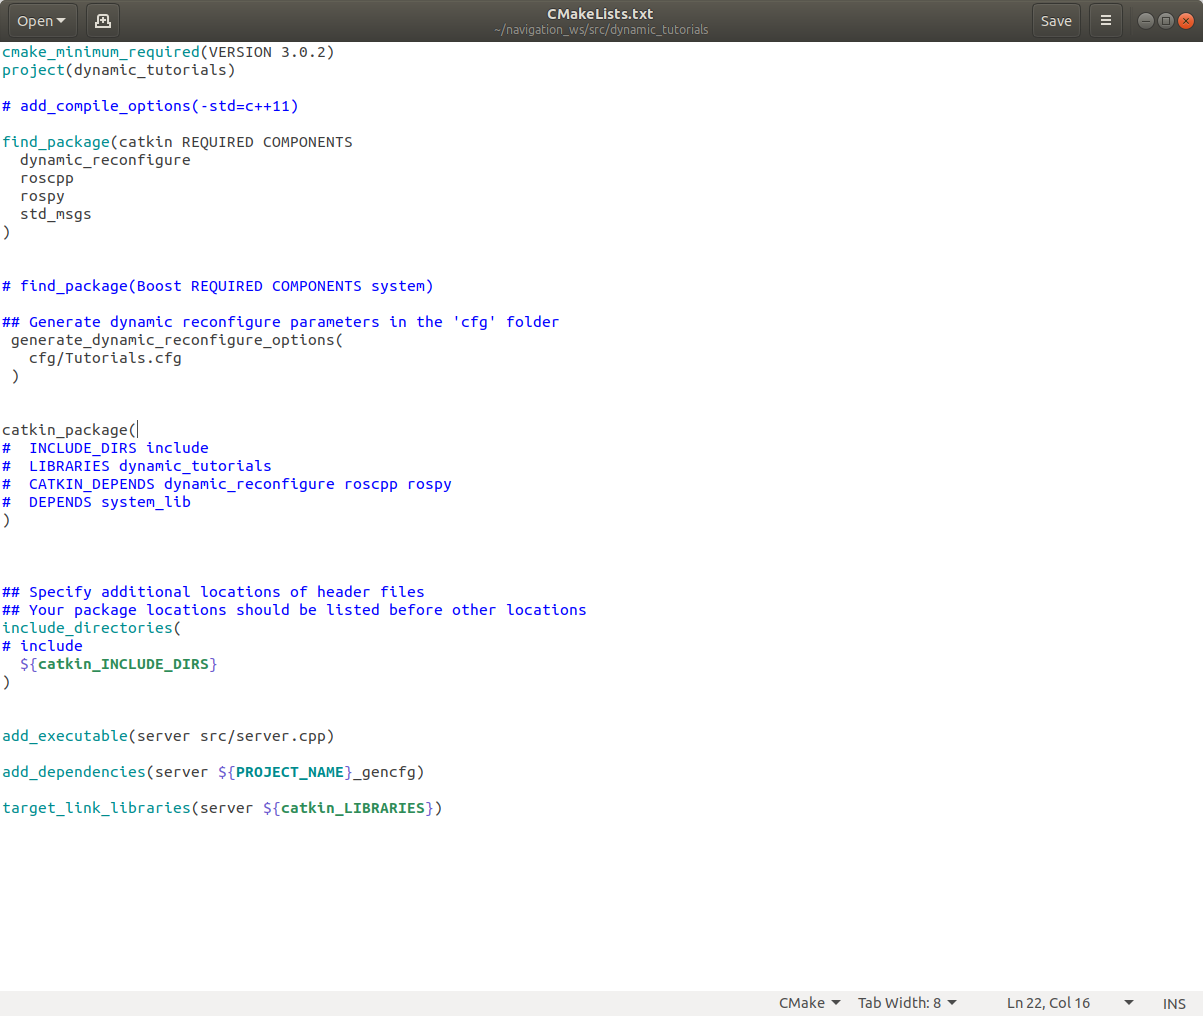 Open
CMakeLists.txt
~/navigation_ws/src/dynamic_tutorials
Save
cmake_minimum_required(VERSION 3.0.2)
project(dynamic_tutorials)
# add_compile_options(-std=c++11)
find_package(catkin REQUIRED COMPONENTS
  dynamic_reconfigure
  roscpp
  rospy
  std_msgs
)
# find_package(Boost REQUIRED COMPONENTS system)
## Generate dynamic reconfigure parameters in the 'cfg' folder
 generate_dynamic_reconfigure_options(
   cfg/Tutorials.cfg
 )
catkin_package(
#  INCLUDE_DIRS include
#  LIBRARIES dynamic_tutorials
#  CATKIN_DEPENDS dynamic_reconfigure roscpp rospy
#  DEPENDS system_lib
)
## Specify additional locations of header files
## Your package locations should be listed before other locations
include_directories(
# include
  ${catkin_INCLUDE_DIRS}
)
add_executable(server src/server.cpp)
add_dependencies(server ${PROJECT_NAME}_gencfg)
target_link_libraries(server ${catkin_LIBRARIES})
CMake Tab Width: 8 Ln 22, Col 16 INS